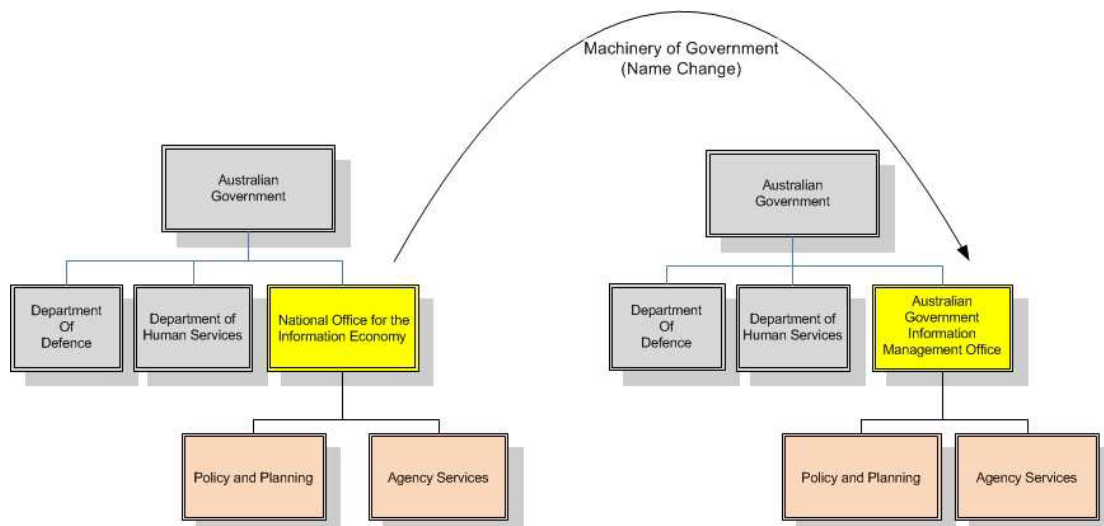 Machinery of Government
(Name Change)
Australian
Government
Department
Of
Defence
Department of
Human Services
National Office for the
Information Economy
Policy and Planning
Agency Services
Australian
Government
Department
Of
Defence
Department of
Human Services
Australian
Government
Information
Management Office
Policy and Planning
Agency Services